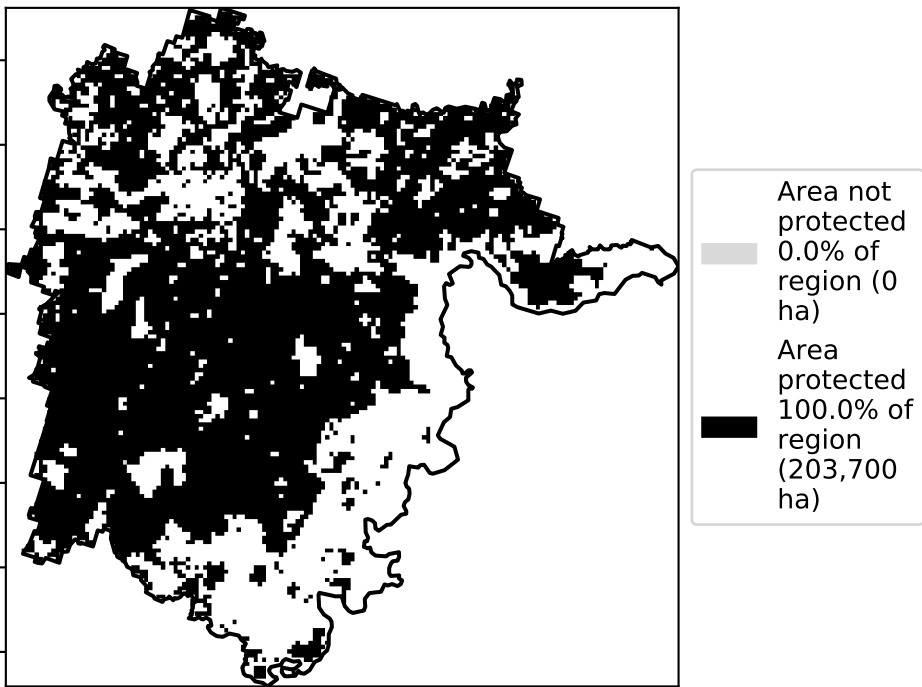 Area not
protected
0.0% of
region (0
ha)
Area
protected
100.0% of
region
(203,700
ha)